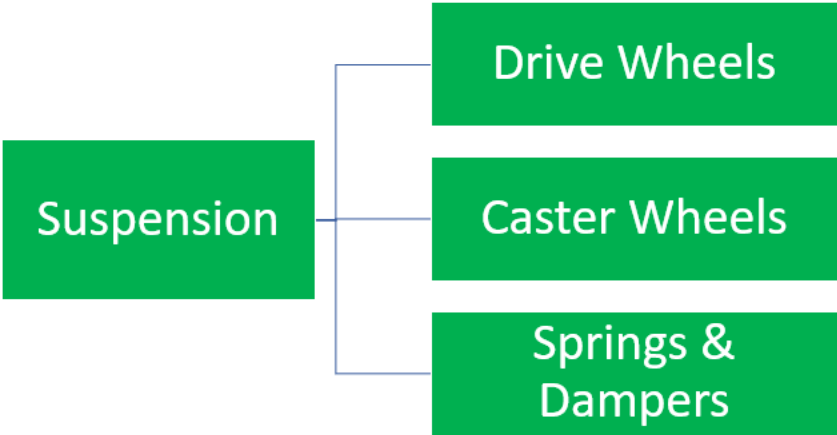 Suspension
Drive Wheels
Caster Wheels
Springs &
Dampers